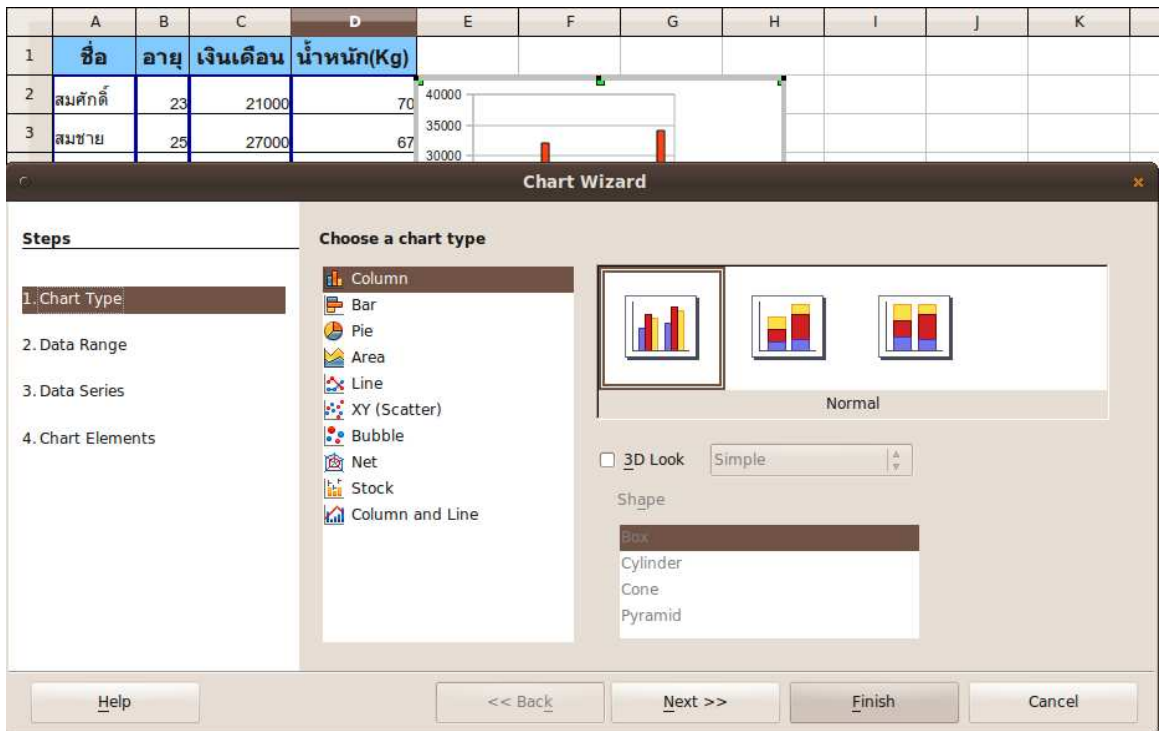 A B C D E F G H I J K
1 ชื่อ อายุ เงินเดือน น้ำหนัก(Kg)
2 สมศักดิ์ 23 21000 70
3 สมชาย 25 27000 67
40000
35000
30000
Chart Wizard
Steps
1. Chart Type
2. Data Range
3. Data Series
4. Chart Elements
Choose a chart type
Column
Bar
Pie
Area
Line
XY (Scatter)
Bubble
Net
Stock
Column and Line
Normal
3D Look Simple
Shape
Box
Cylinder
Cone
Pyramid
Help << Back Next >> Finish Cancel